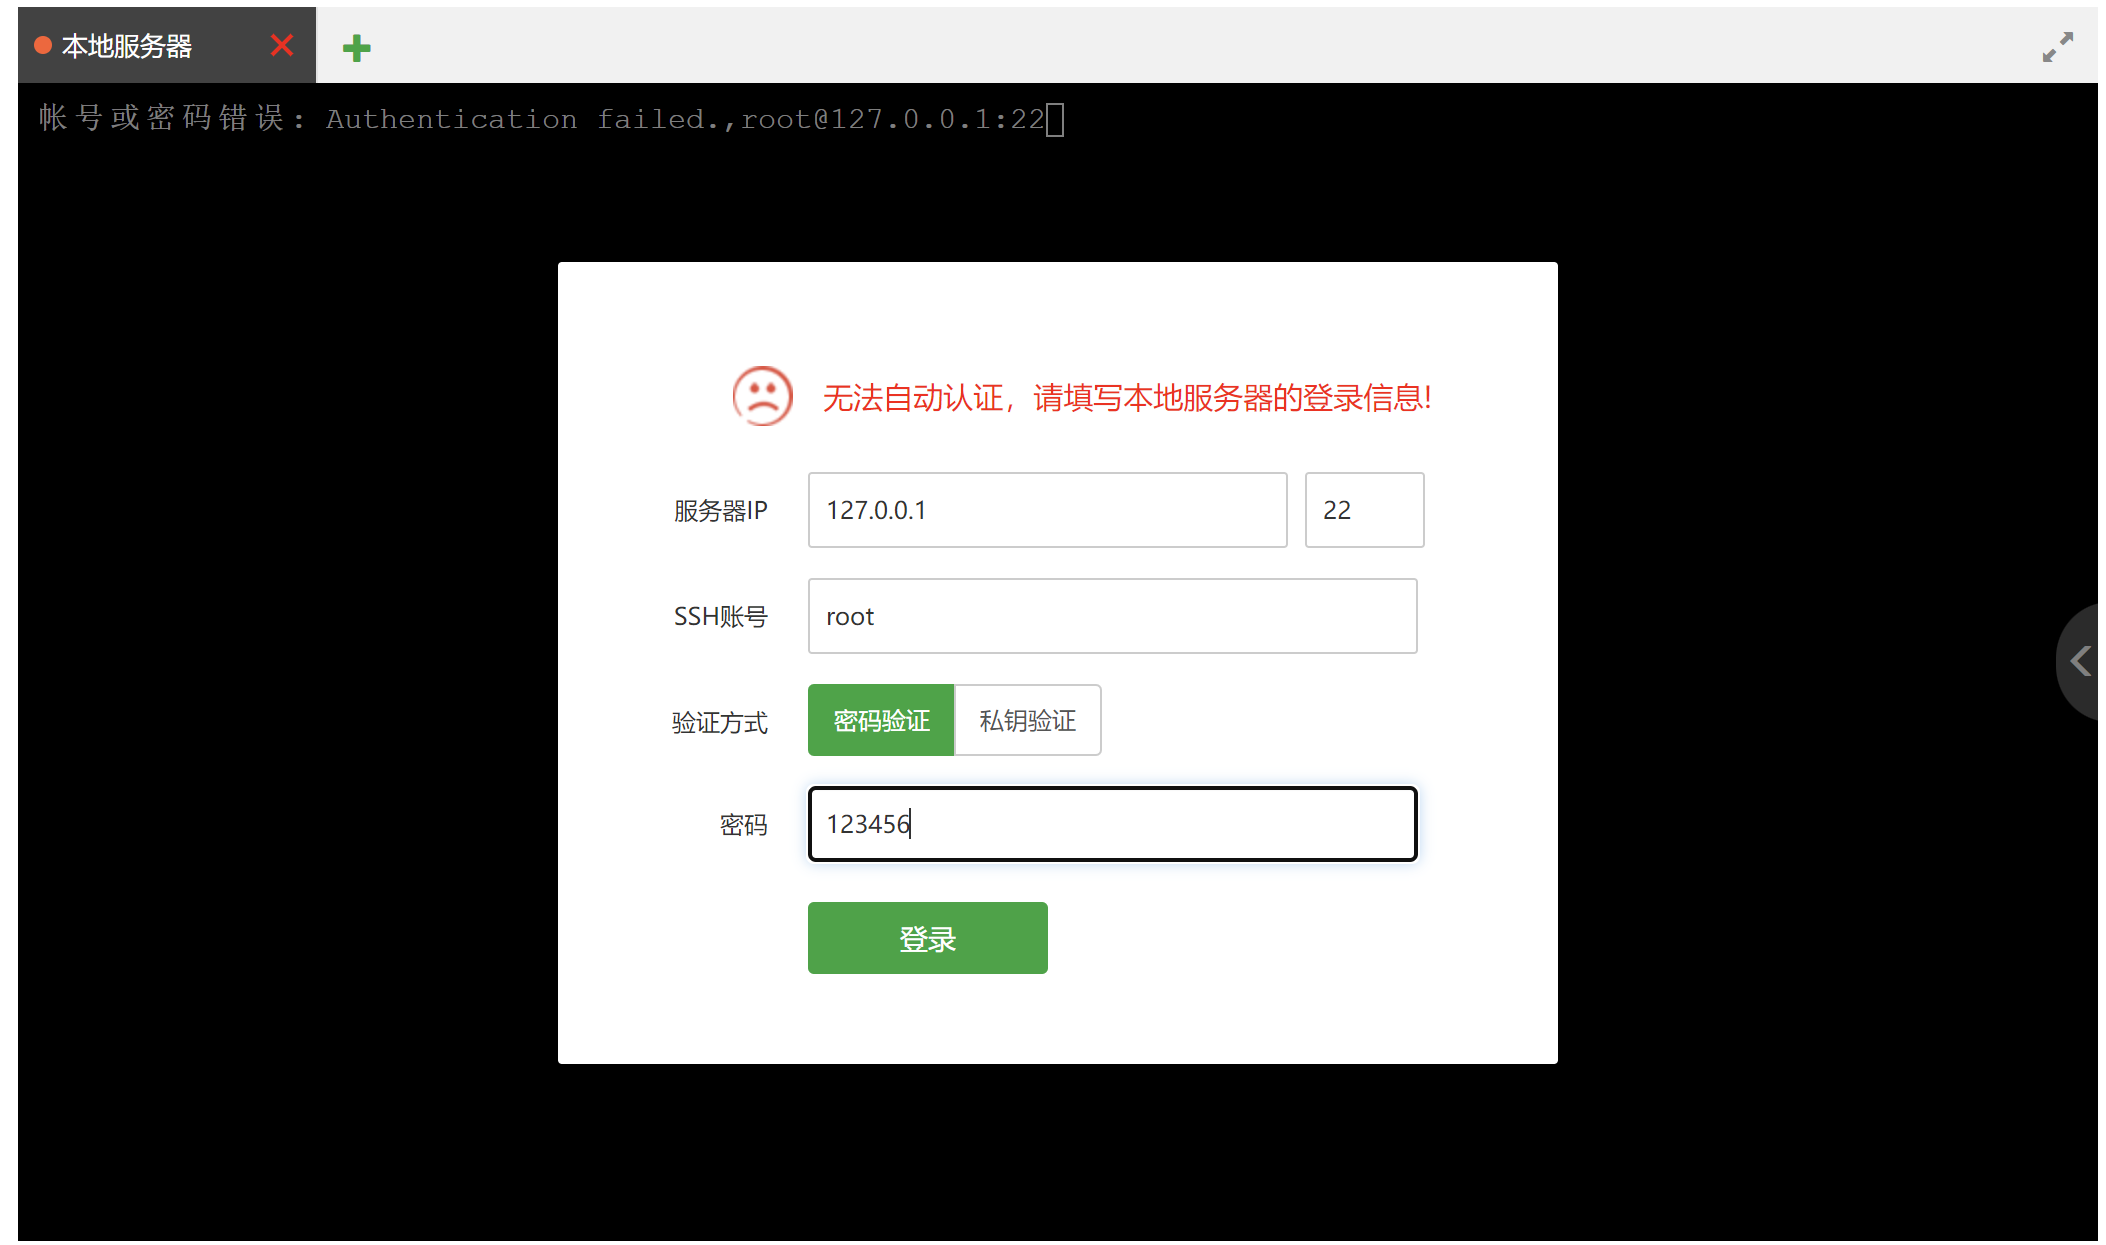 本地服务器
帐号或密码错误: Authentication failed.,root@127.0.0.1:22
无法自动认证，请填写本地服务器的登录信息!
服务器IP 127.0.0.1 22
SSH账号 root
验证方式 密码验证 私钥验证
密码 123456
登录